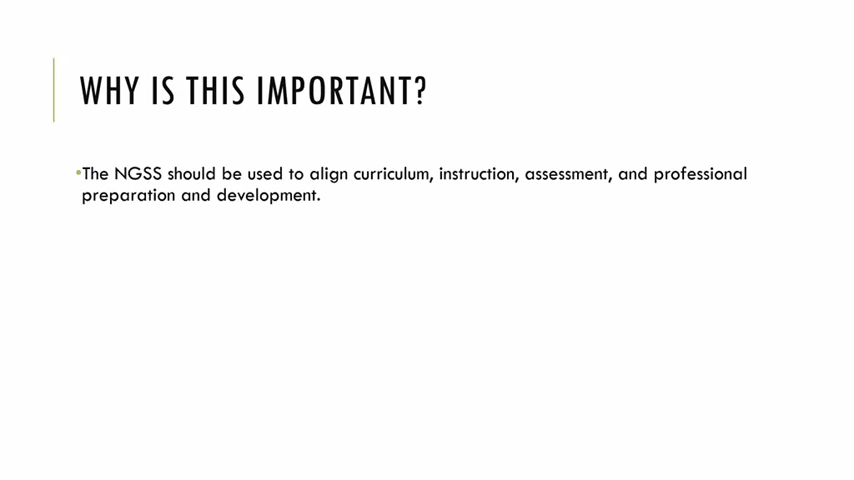 WHY IS THIS IMPORTANT?
•The NGSS should be used to align curriculum, instruction, assessment, and professional
preparation and development.